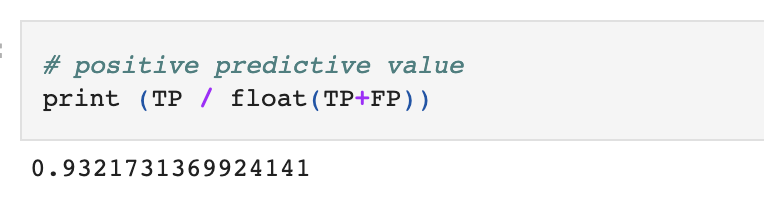 # positive predictive value
print (TP / float(TP+FP))
0.9321731369924141